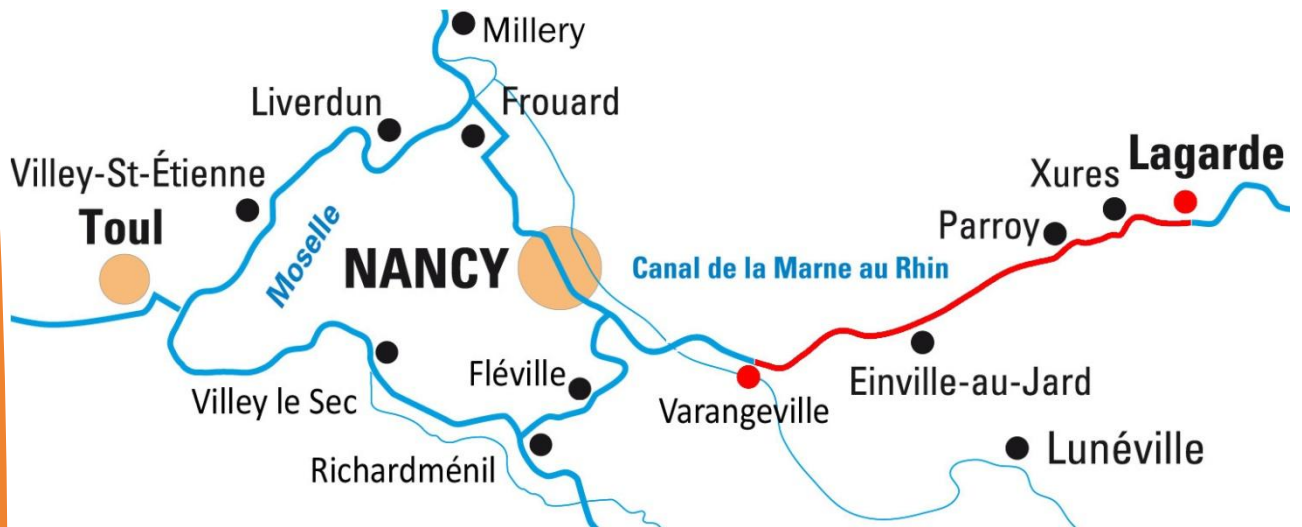 Millery
Liverdun
Frouard
Villey-St-Étienne
Toul
Moselle
NANCY
Canal de la Marne au Rhin
Lagarde
Xures
Parroy
Villey le Sec
Fléville
Varangeville
Einville-au-Jard
Richardménil
Lunéville